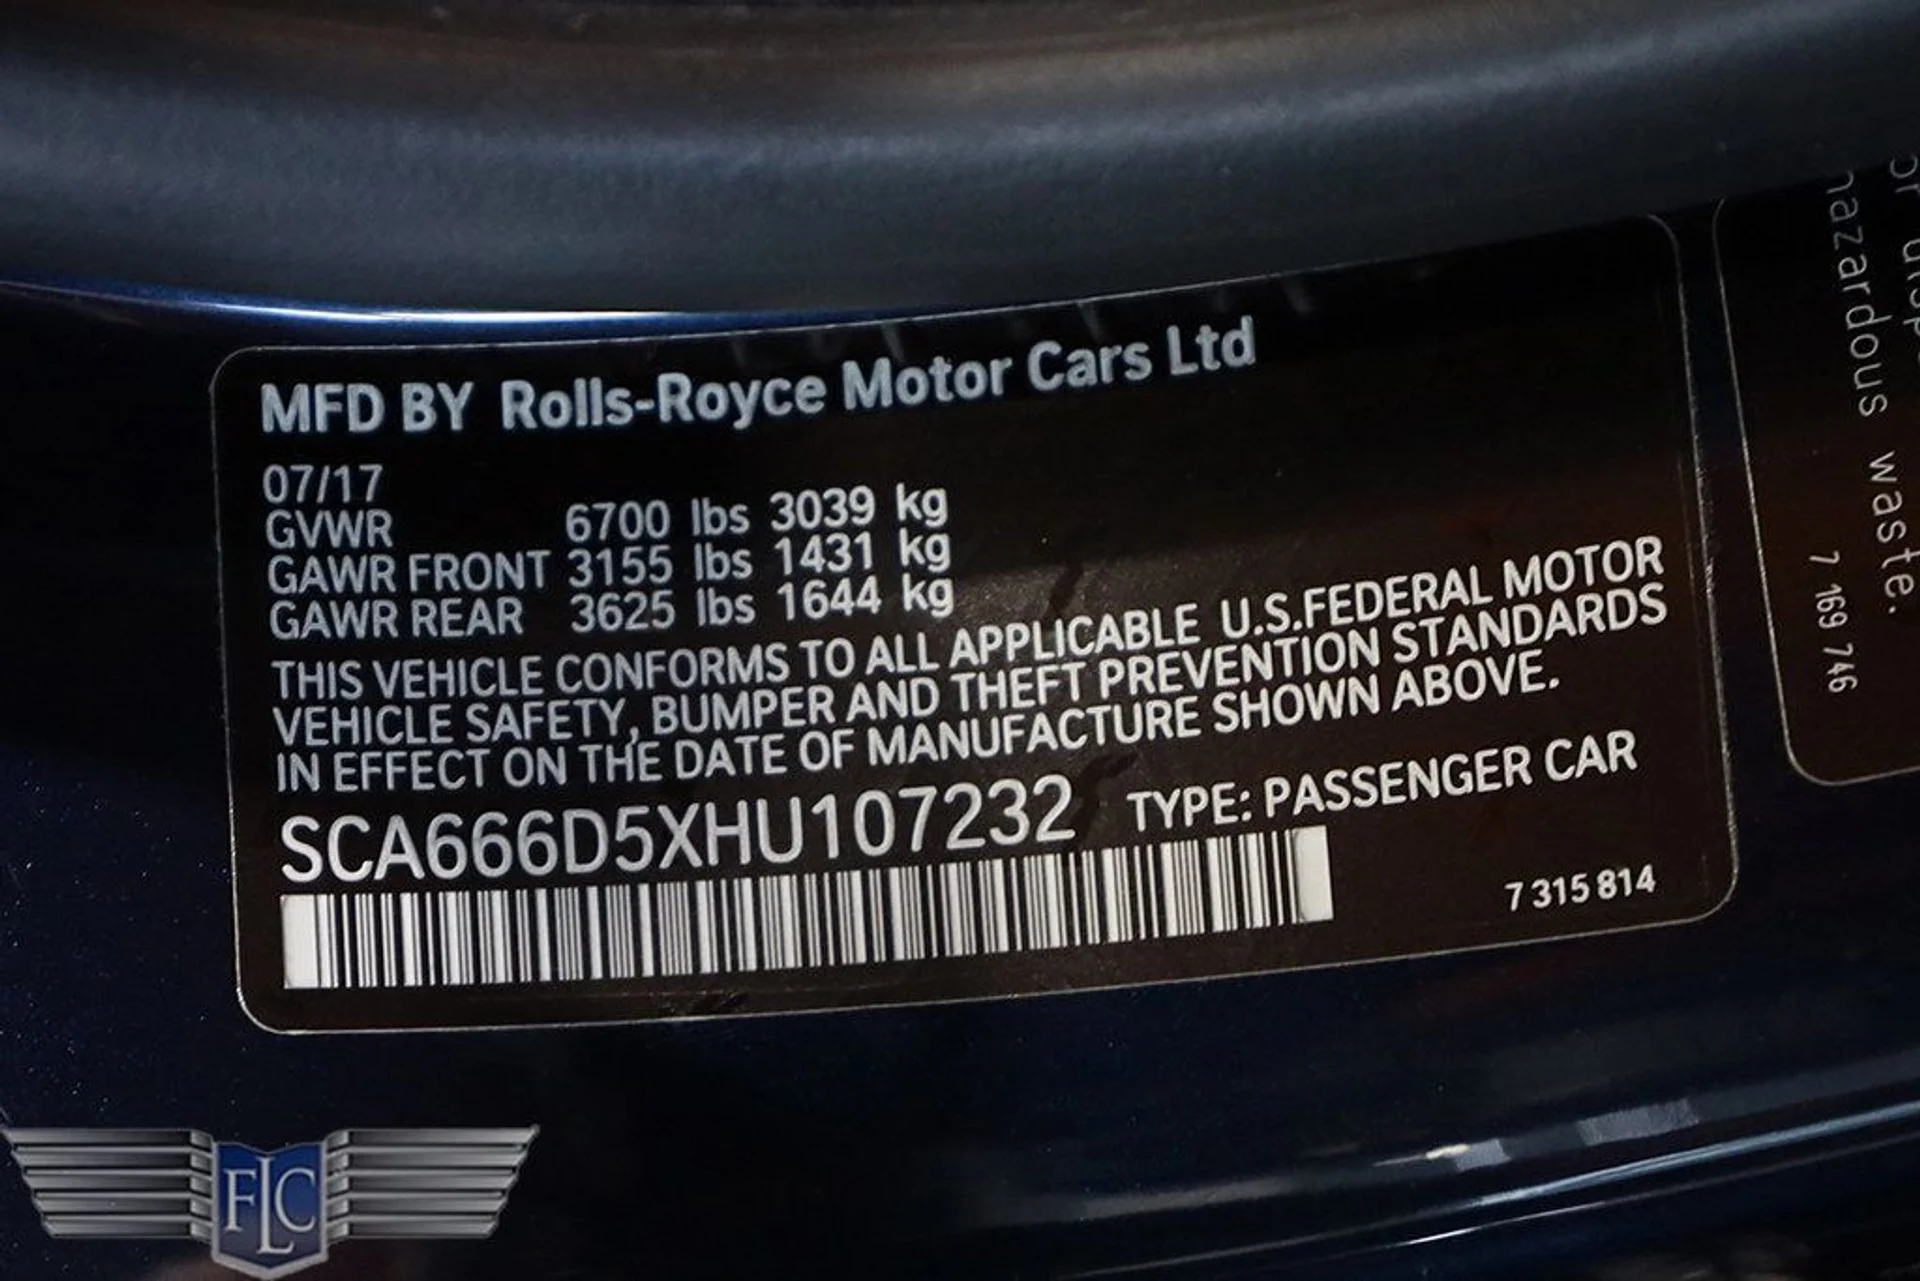 MFD BY Rolls-Royce Motor Cars Ltd
07/17
GVWR 6700 lbs 3039 kg
GAWR FRONT 3155 lbs 1431 kg
GAWR REAR 3625 lbs 1644 kg
THIS VEHICLE CONFORMS TO ALL APPLICABLE U.S.FEDERAL MOTOR
VEHICLE SAFETY, BUMPER AND THEFT PREVENTION STANDARDS
IN EFFECT ON THE DATE OF MANUFACTURE SHOWN ABOVE.
SCA666D5XHU107232 TYPE: PASSENGER CAR
7 315 814
hazardous waste.
7 169 746
FLC